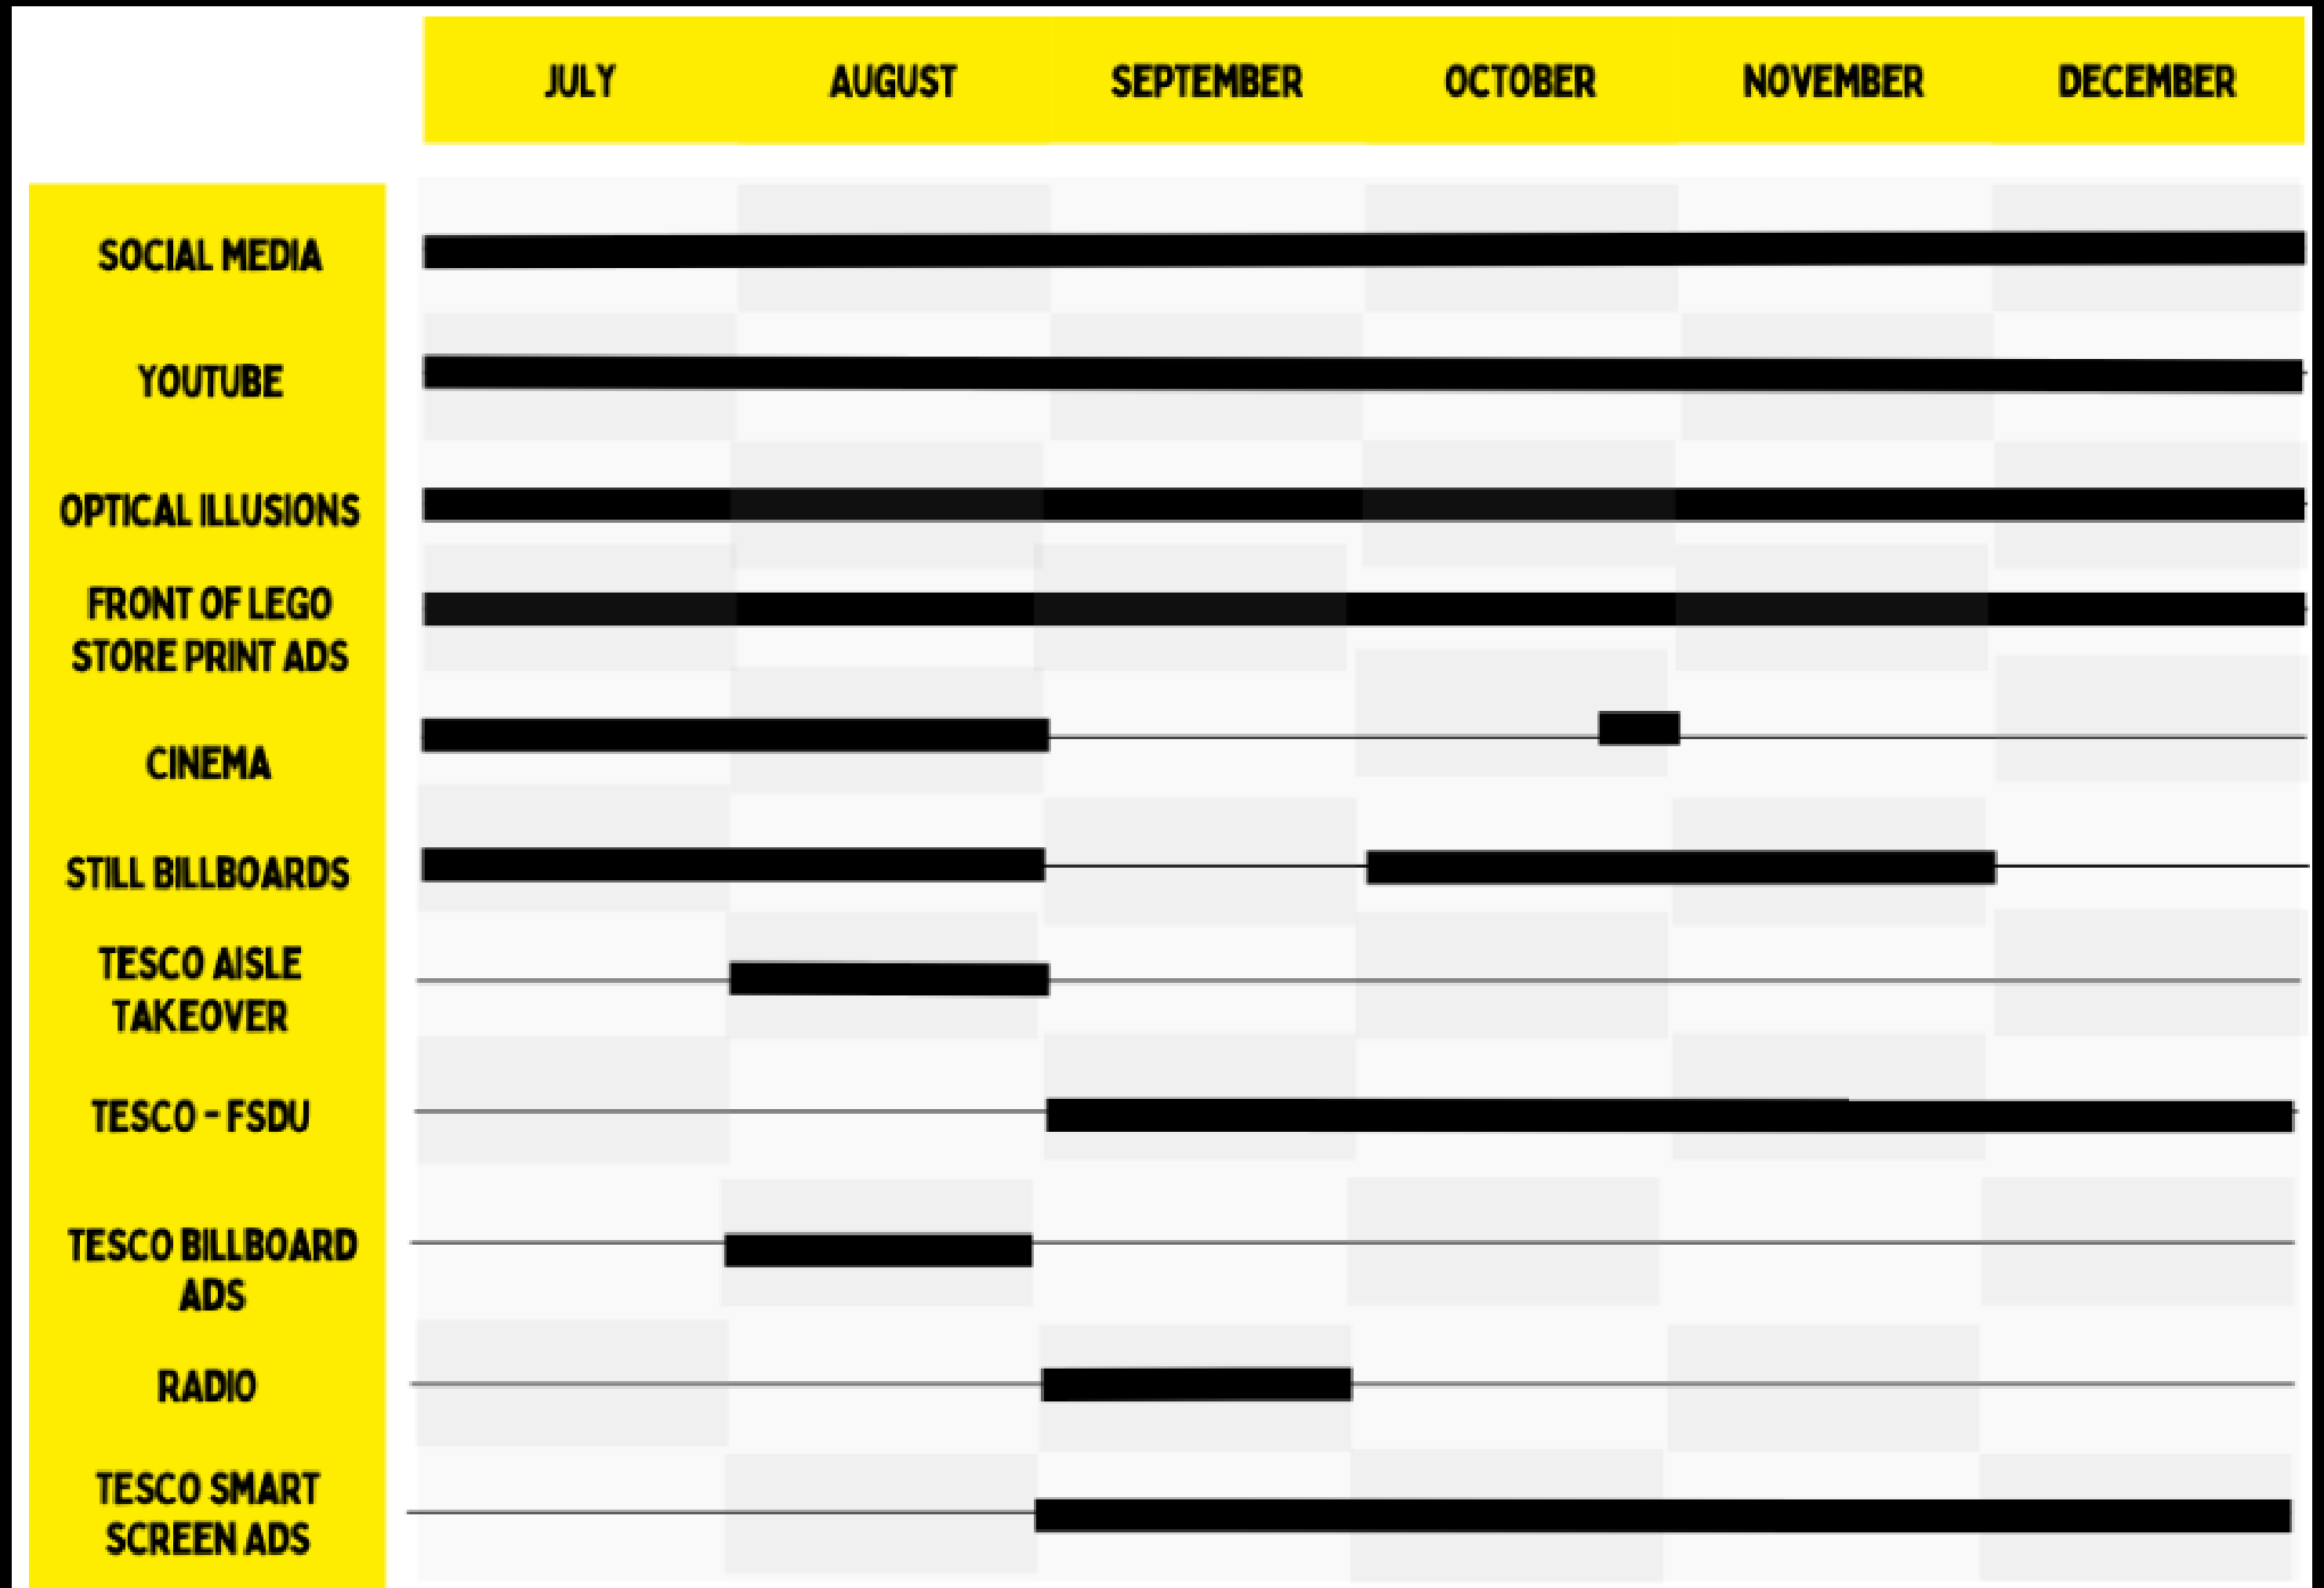 JULY AUGUST SEPTEMBER OCTOBER NOVEMBER DECEMBER
SOCIAL MEDIA
YOUTUBE
OPTICAL ILLUSIONS
FRONT OF LEGO
STORE PRINT ADS
CINEMA
STILL BILLBOARDS
TESCO AISLE
TAKEOVER
TESCO - FSDU
TESCO BILLBOARD
ADS
RADIO
TESCO SMART
SCREEN ADS